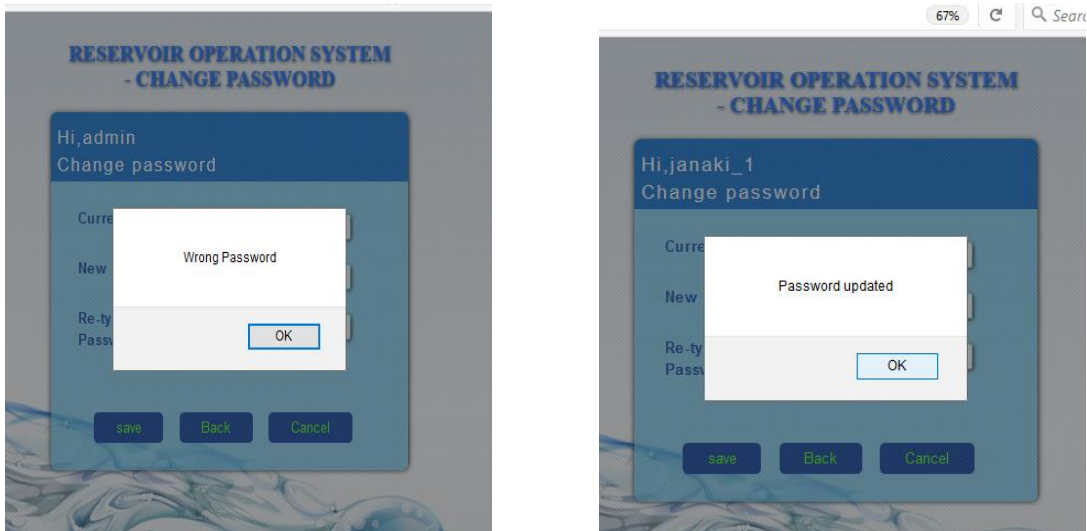 RESERVOIR OPERATION SYSTEM
- CHANGE PASSWORD
Hi,admin
Change password
Curre
Wrong Password
New
Re-ty
Passw
OK
save Back Cancel
67%
Searc
RESERVOIR OPERATION SYSTEM
- CHANGE PASSWORD
Hi,janaki_1
Change password
Curre
Password updated
New
Re-ty
Passw
OK
save Back Cancel